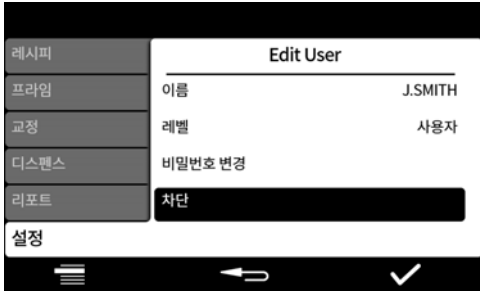 레시피
프라임
교정
디스펜스
리포트
설정
Edit User
이름 J.SMITH
레벨 사용자
비밀번호 변경
차단